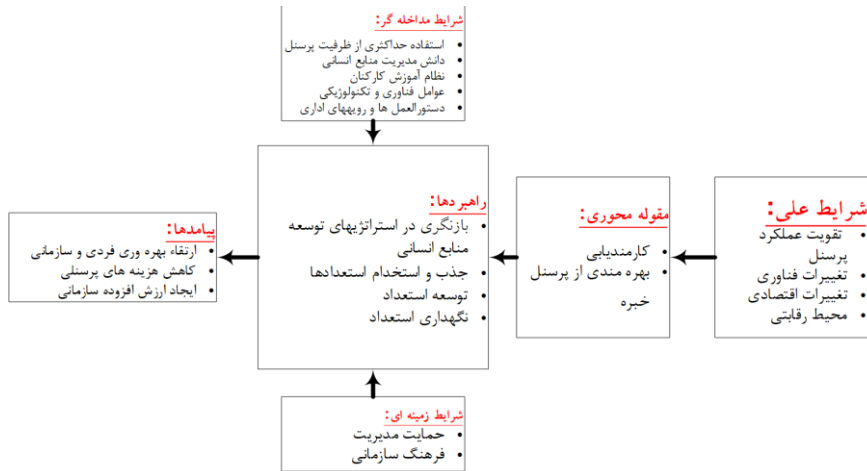 شرایط مداخله گر:
استفاده حداکثری از ظرفیت پرسنل
دانش مدیریت منابع انسانی
نظام آموزش کارکنان
عوامل فناوری و تکنولوژیکی
دستورالعمل ها و رویههای اداری
شرایط علی:
تقویت عملکرد
پرسنل
تغییرات فناوری
تغییرات اقتصادی
محیط رقابتی
مقوله محوری:
کارمندیابی
بهره مندی از پرسنل
خبره
راهبردها:
بازنگری در استراتژیهای توسعه
منابع انسانی
جذب و استخدام استعدادها
توسعه استعداد
نگهداری استعداد
پیامدها:
ارتقاء بهره وری فردی و سازمانی
کاهش هزینه های پرسنلی
ایجاد ارزش افزوده سازمانی
شرایط زمینه ای:
حمایت مدیریت
فرهنگ سازمانی